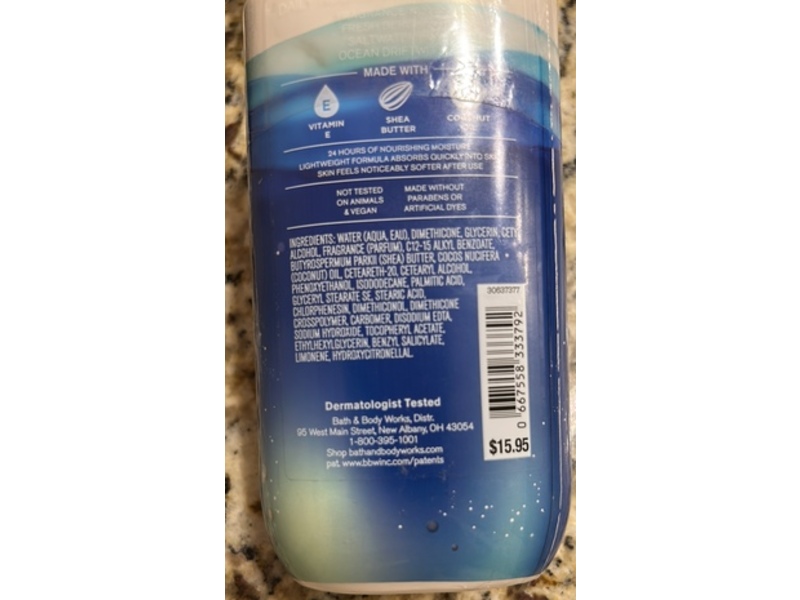 OCEAN DRIFTWOOD
MADE WITH
E
VITAMIN
E
SHEA
BUTTER
COCONUT
24 HOURS OF NOURISHING MOISTURE
LIGHTWEIGHT FORMULA ABSORBS QUICKLY INTO SKIN
SKIN FEELS NOTICEABLY SOFTER AFTER USE
NOT TESTED
ON ANIMALS
& VEGAN
MADE WITHOUT
PARABENS OR
ARTIFICIAL DYES
INGREDIENTS: WATER (AQUA, EAU), DIMETHICONE, GLYCERIN, CETYL
ALCOHOL, FRAGRANCE (PARFUM), C12-15 ALKYL BENZOATE,
BUTYROSPERMUM PARKII (SHEA) BUTTER, COCOS NUCIFERA
(COCONUT) OIL, CETEARETH-20, CETEARYL ALCOHOL,
PHENOXYETHANOL, ISODODECANE, PALMITIC ACID,
GLYCERYL STEARATE SE, STEARIC ACID,
CHLORPHENESIN, DIMETHICONOL, DIMETHICONE
CROSSPOLYMER, CARBOMER, DISODIUM EDTA,
SODIUM HYDROXIDE, TOCOPHERYL ACETATE,
ETHYLHEXYLGLYCERIN, BENZYL SALICYLATE,
LIMONENE, HYDROXYCITRONELLAL.
30637377
0 667558 333792
$15.95
Dermatologist Tested
Bath & Body Works, Distr.
95 West Main Street, New Albany, OH 43054
1-800-395-1001
Shop bathandbodyworks.com
pat. www.bbwinc.com/patents